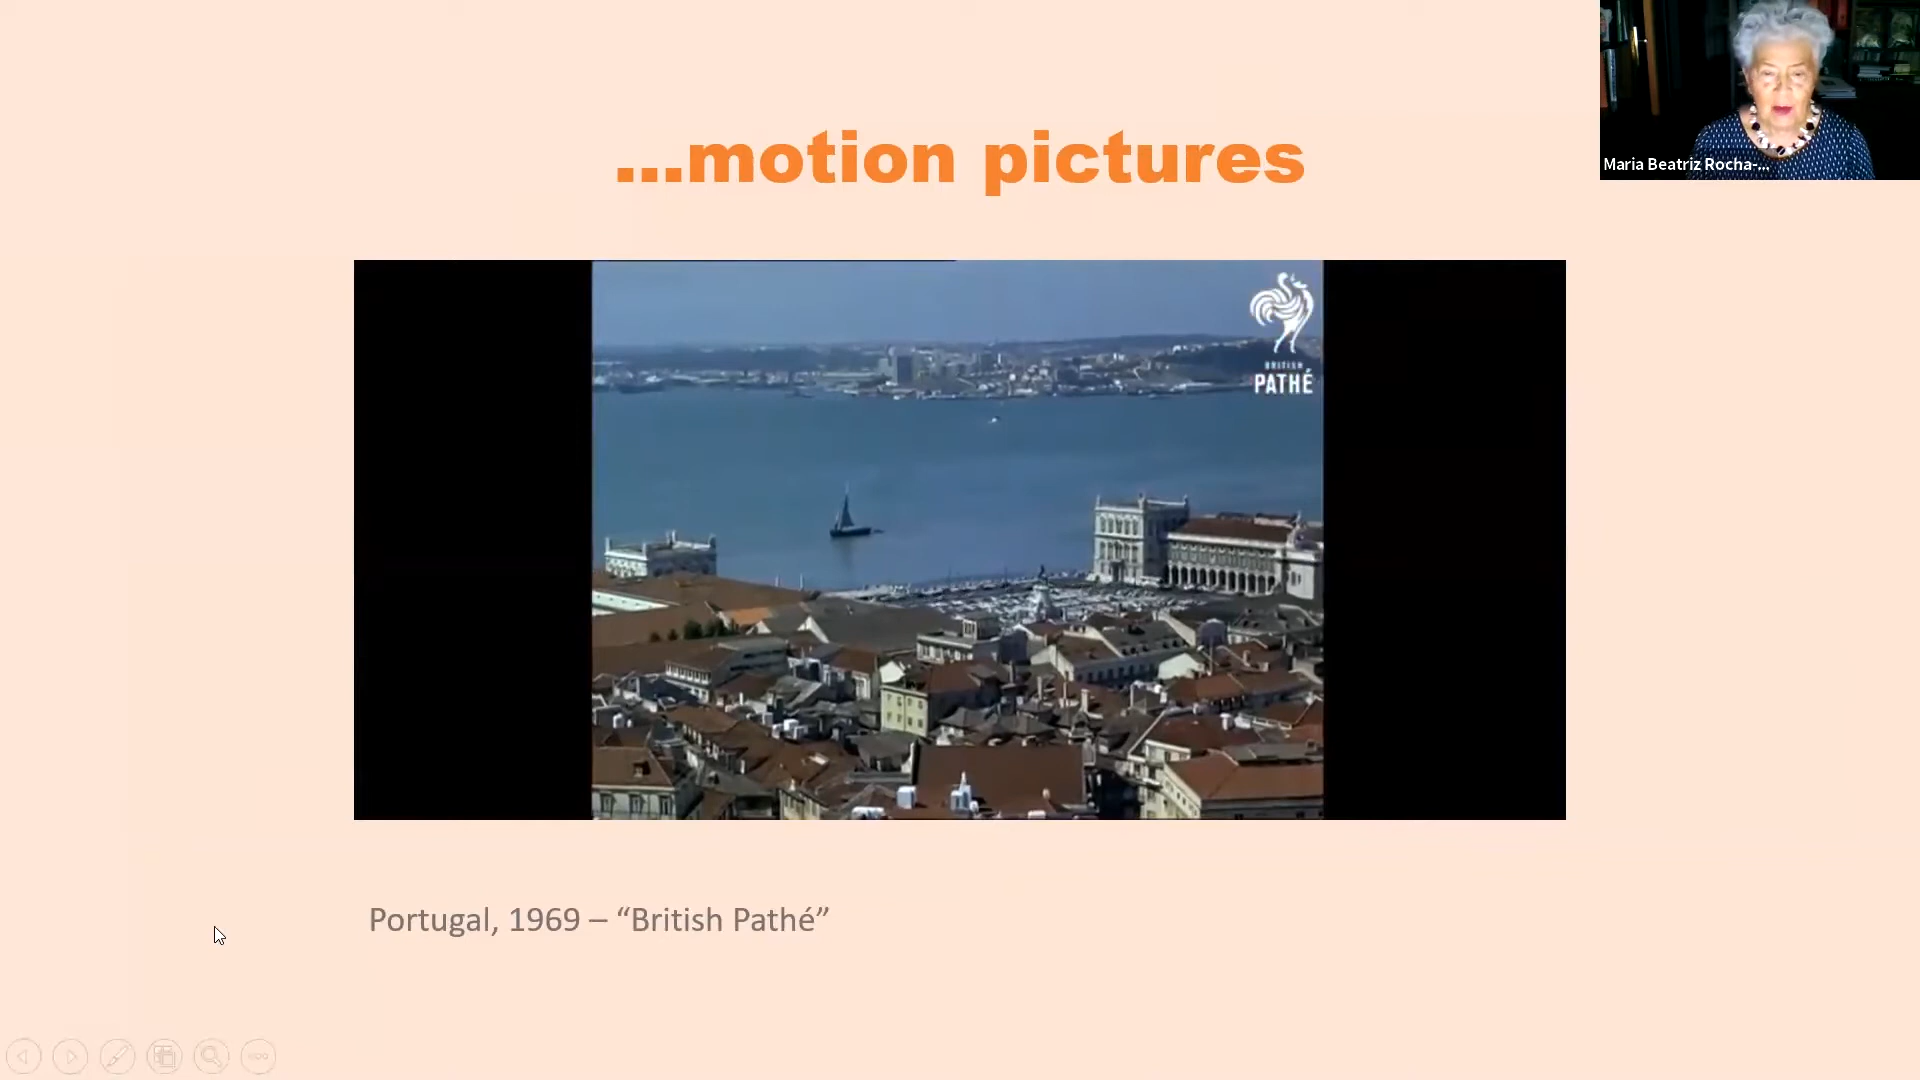 ...motion pictures
Maria Beatriz Rocha-...
BRITISH
PATHÉ
Portugal, 1969 – “British Pathé”